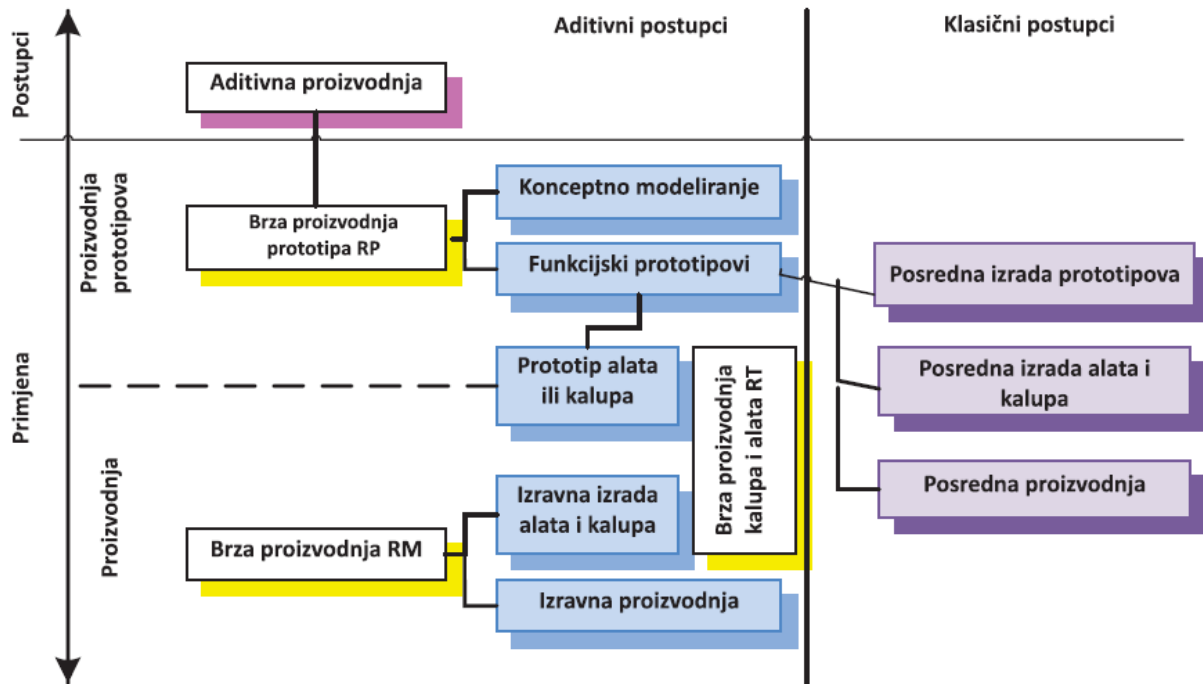 Aditivni postupci
Klasični postupci
Postupci
Aditivna proizvodnja
Proizvodnja
prototipova
Konceptno modeliranje
Brza proizvodnja
prototipa RP
Funkcijski prototipovi
Posredna izrada prototipova
Primjena
Prototip alata
ili kalupa
Brza proizvodnja
kalupa i alata RT
Posredna izrada alata i
kalupa
Proizvodnja
Posredna proizvodnja
Izravna izrada
alata i kalupa
Brza proizvodnja RM
Izravna proizvodnja